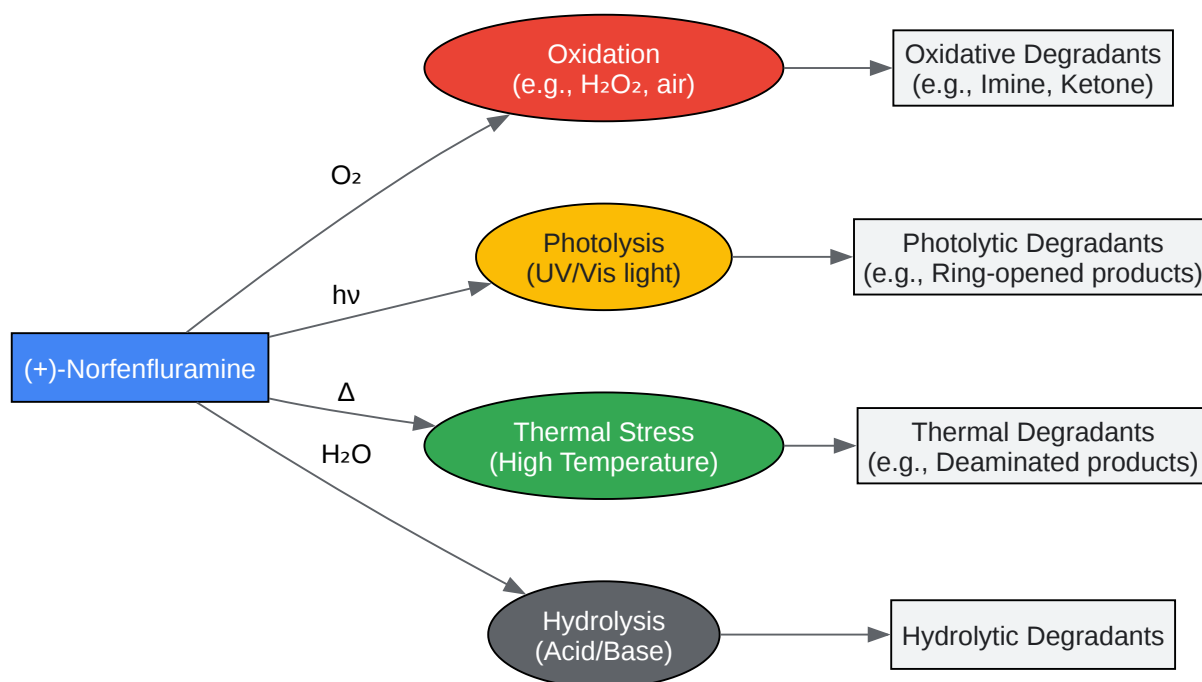 Oxidation
(e.g., H₂O₂, air)
Oxidative Degradants
(e.g., Imine, Ketone)
O₂
Photolysis
(UV/Vis light)
Photolytic Degradants
(e.g., Ring-opened products)
hν
(+)-Norfenfluramine
Δ
Thermal Stress
(High Temperature)
Thermal Degradants
(e.g., Deaminated products)
H₂O
Hydrolysis
(Acid/Base)
Hydrolytic Degradants